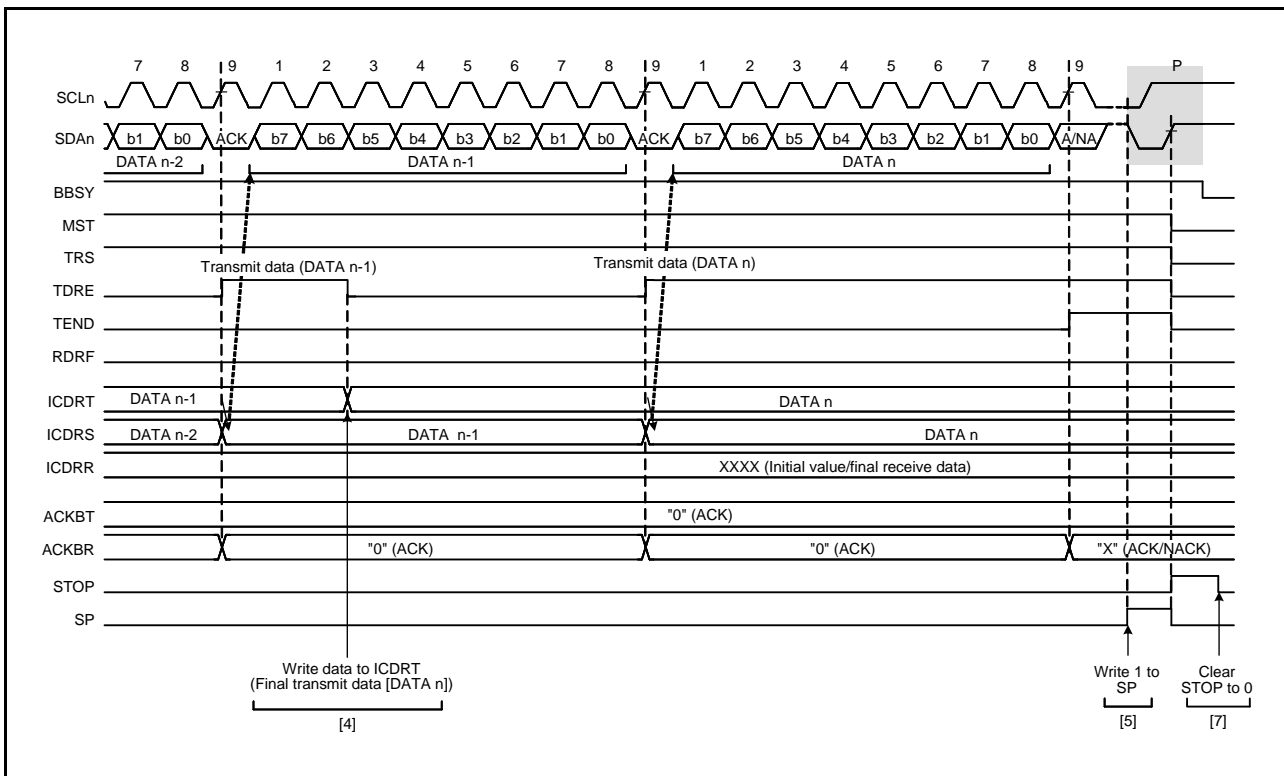 7 8 9 1 2 3 4 5 6 7 8 9 1 2 3 4 5 6 7 8 9 P
SCLn
SDAn b1 b0 ACK b7 b6 b5 b4 b3 b2 b1 b0 ACK b7 b6 b5 b4 b3 b2 b1 b0 A/NA
DATA n-2 DATA n-1 DATA n
BBSY
MST
TRS
Transmit data (DATA n-1) Transmit data (DATA n)
TDRE
TEND
RDRF
ICDRT DATA n-1 DATA n
ICDRS DATA n-2 DATA n-1 DATA n
ICDRR XXXX (Initial value/final receive data)
ACKBT "0" (ACK)
ACKBR "0" (ACK) "0" (ACK) "X" (ACK/NACK)
STOP
SP
Write data to ICDRT
(Final transmit data [DATA n])
[4]
Write 1 to
SP
[5]
Clear
STOP to 0
[7]